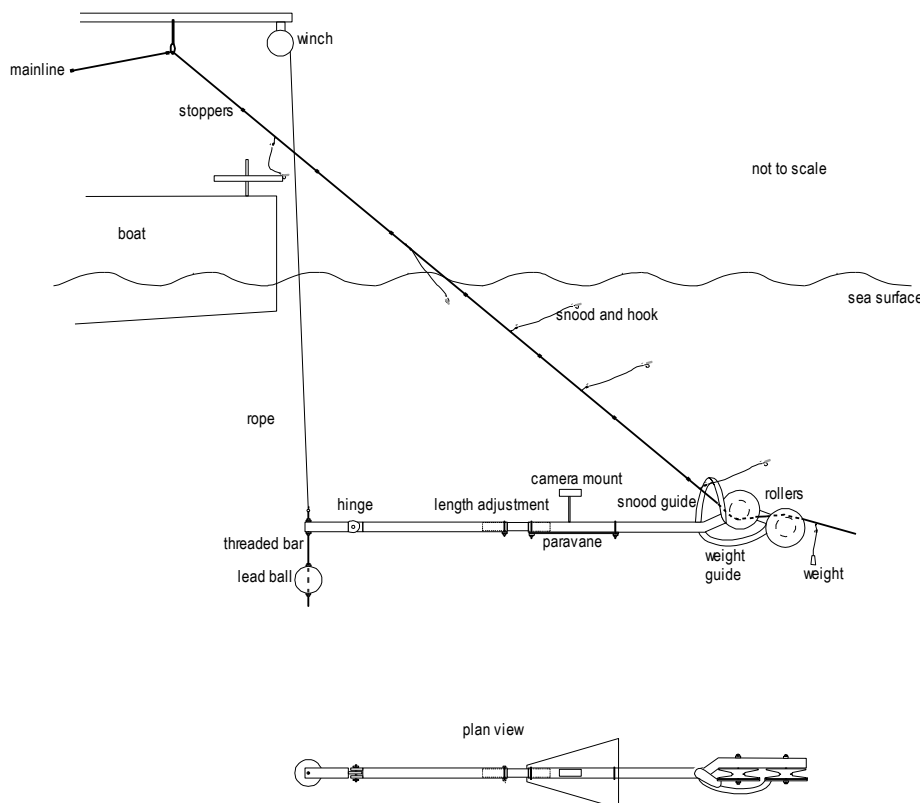 winch
mainline
stoppers
not to scale
boat
sea surface
snood and hook
rope
camera mount
hinge
length adjustment
snood guide
rollers
threaded bar
paravane
weight
guide
lead ball
weight
plan view